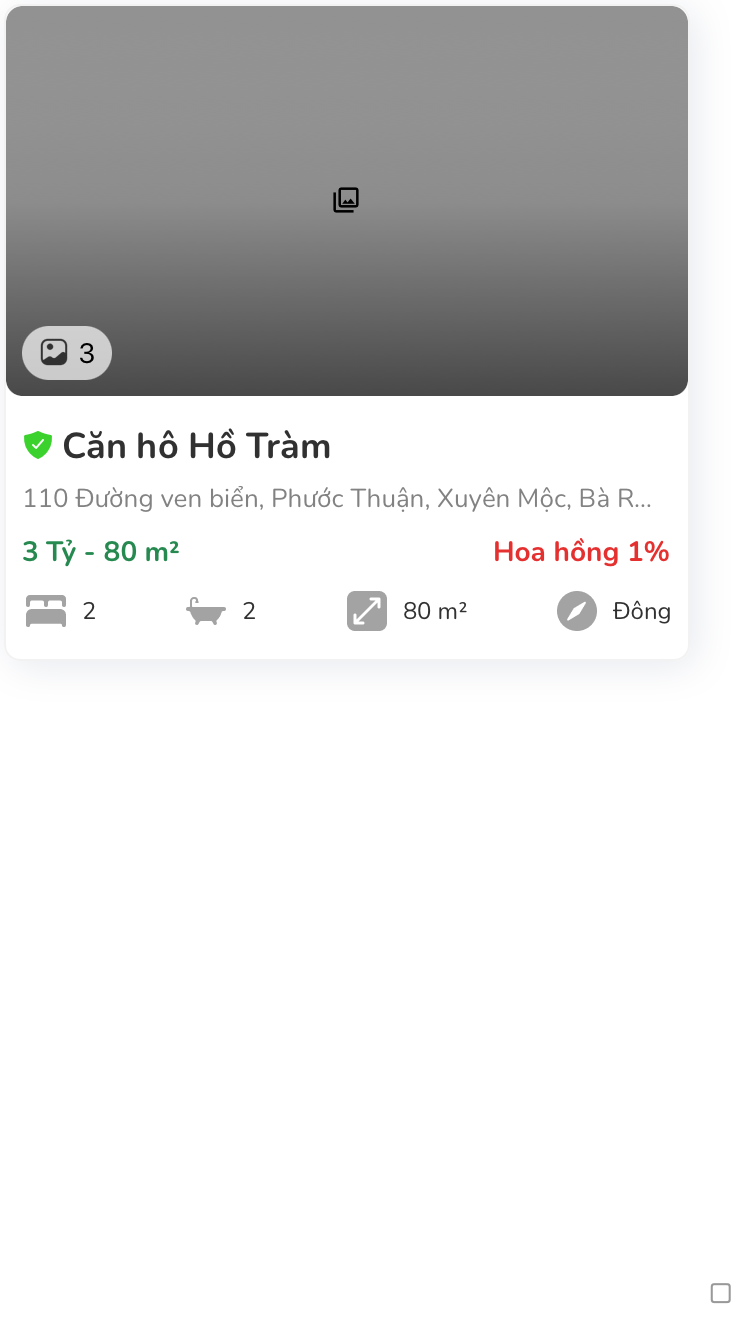 3
Căn hô Hồ Tràm
110 Đường ven biển, Phước Thuận, Xuyên Mộc, Bà R...
3 Tỷ - 80 m²
Hoa hồng 1%
2
2
80 m²
Đông